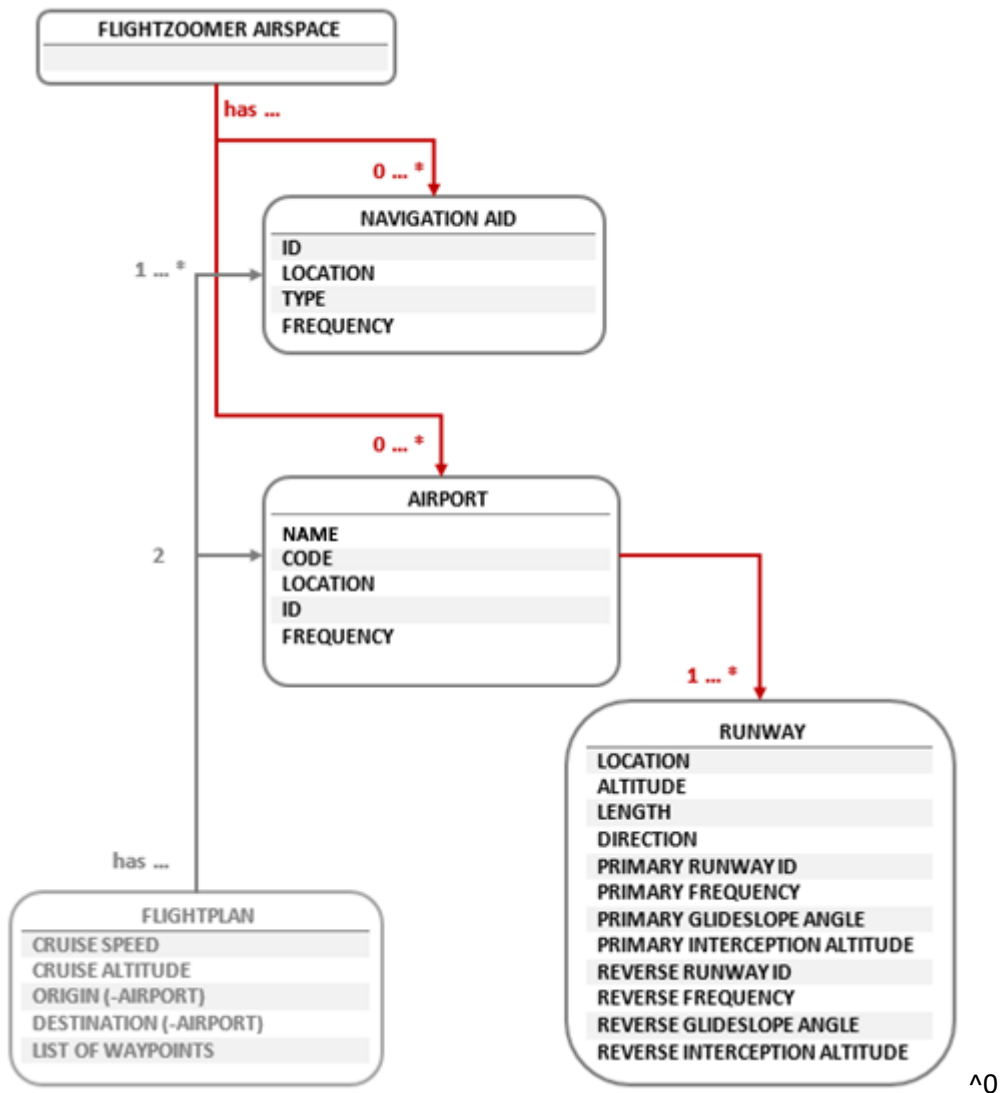 FLIGHTZOOMER AIRSPACE
has ...
0 ... *
NAVIGATION AID
ID
LOCATION
TYPE
FREQUENCY
1 ... *
0 ... *
AIRPORT
NAME
CODE
LOCATION
ID
FREQUENCY
2
1 ... *
RUNWAY
LOCATION
ALTITUDE
LENGTH
DIRECTION
PRIMARY RUNWAY ID
PRIMARY FREQUENCY
PRIMARY GLIDESLOPE ANGLE
PRIMARY INTERCEPTION ALTITUDE
REVERSE RUNWAY ID
REVERSE FREQUENCY
REVERSE GLIDESLOPE ANGLE
REVERSE INTERCEPTION ALTITUDE
has ...
FLIGHTPLAN
CRUISE SPEED
CRUISE ALTITUDE
ORIGIN (-AIRPORT)
DESTINATION (-AIRPORT)
LIST OF WAYPOINTS
^0